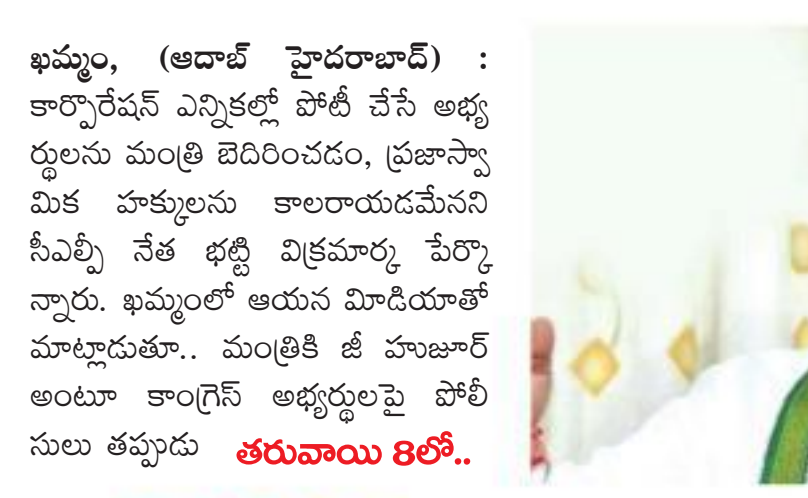 ఖమ్మం, (ఆదాబ్ హైదరాబాద్) :
కార్పొరేషన్ ఎన్నికల్లో పోటీ చేసే అభ్య
ర్థులను మంత్రి బెదిరించడం, ప్రజాస్వా
మిక హక్కులను కాలరాయడమేనని
సీఎల్పీ నేత భట్టి విక్రమార్క పేర్కొ
న్నారు. ఖమ్మంలో ఆయన మీడియాతో
మాట్లాడుతూ.. మంత్రికి జీ హుజూర్
అంటూ కాంగ్రెస్ అభ్యర్థులపై పోలీ
సులు తప్పుడు తరువాయి 8లో..